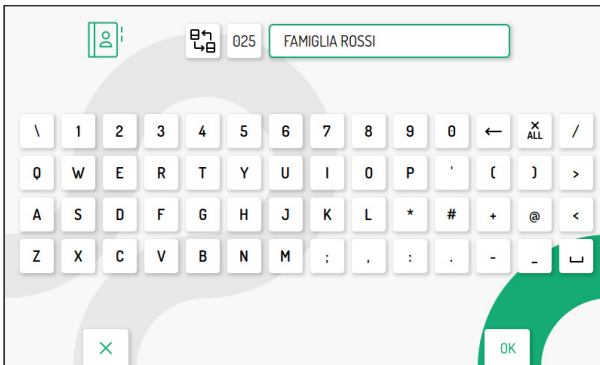 025 FAMIGLIA ROSSI
\ 1 2 3 4 5 6 7 8 9 0 ← × ALL /
Q W E R T Y U I O P ' ( ) >
A S D F G H J K L * # + @ <
Z X C V B N M ; , : . - _
× OK